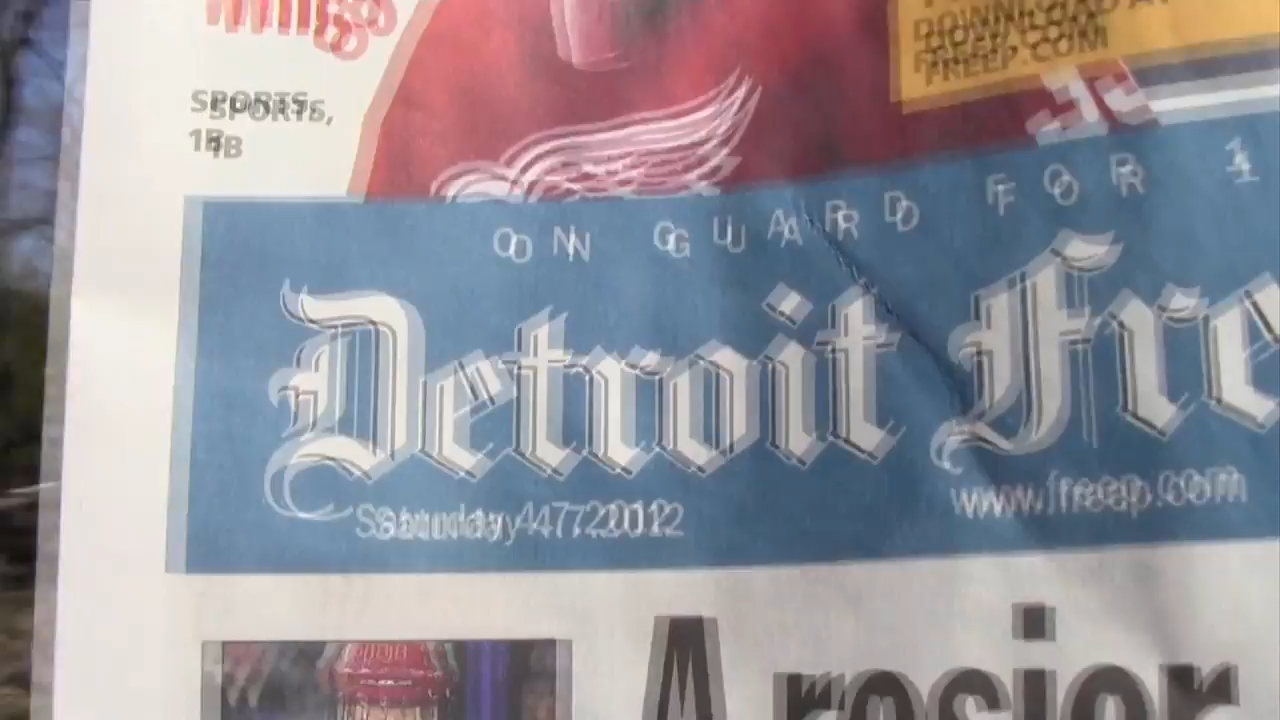 Wings
SPORTS,
1B
DOWNLOAD AT
FREEP.COM
ON GUARD FOR 1
Detroit Fre
Saturday 4.7.2012
www.freep.com
A rosier